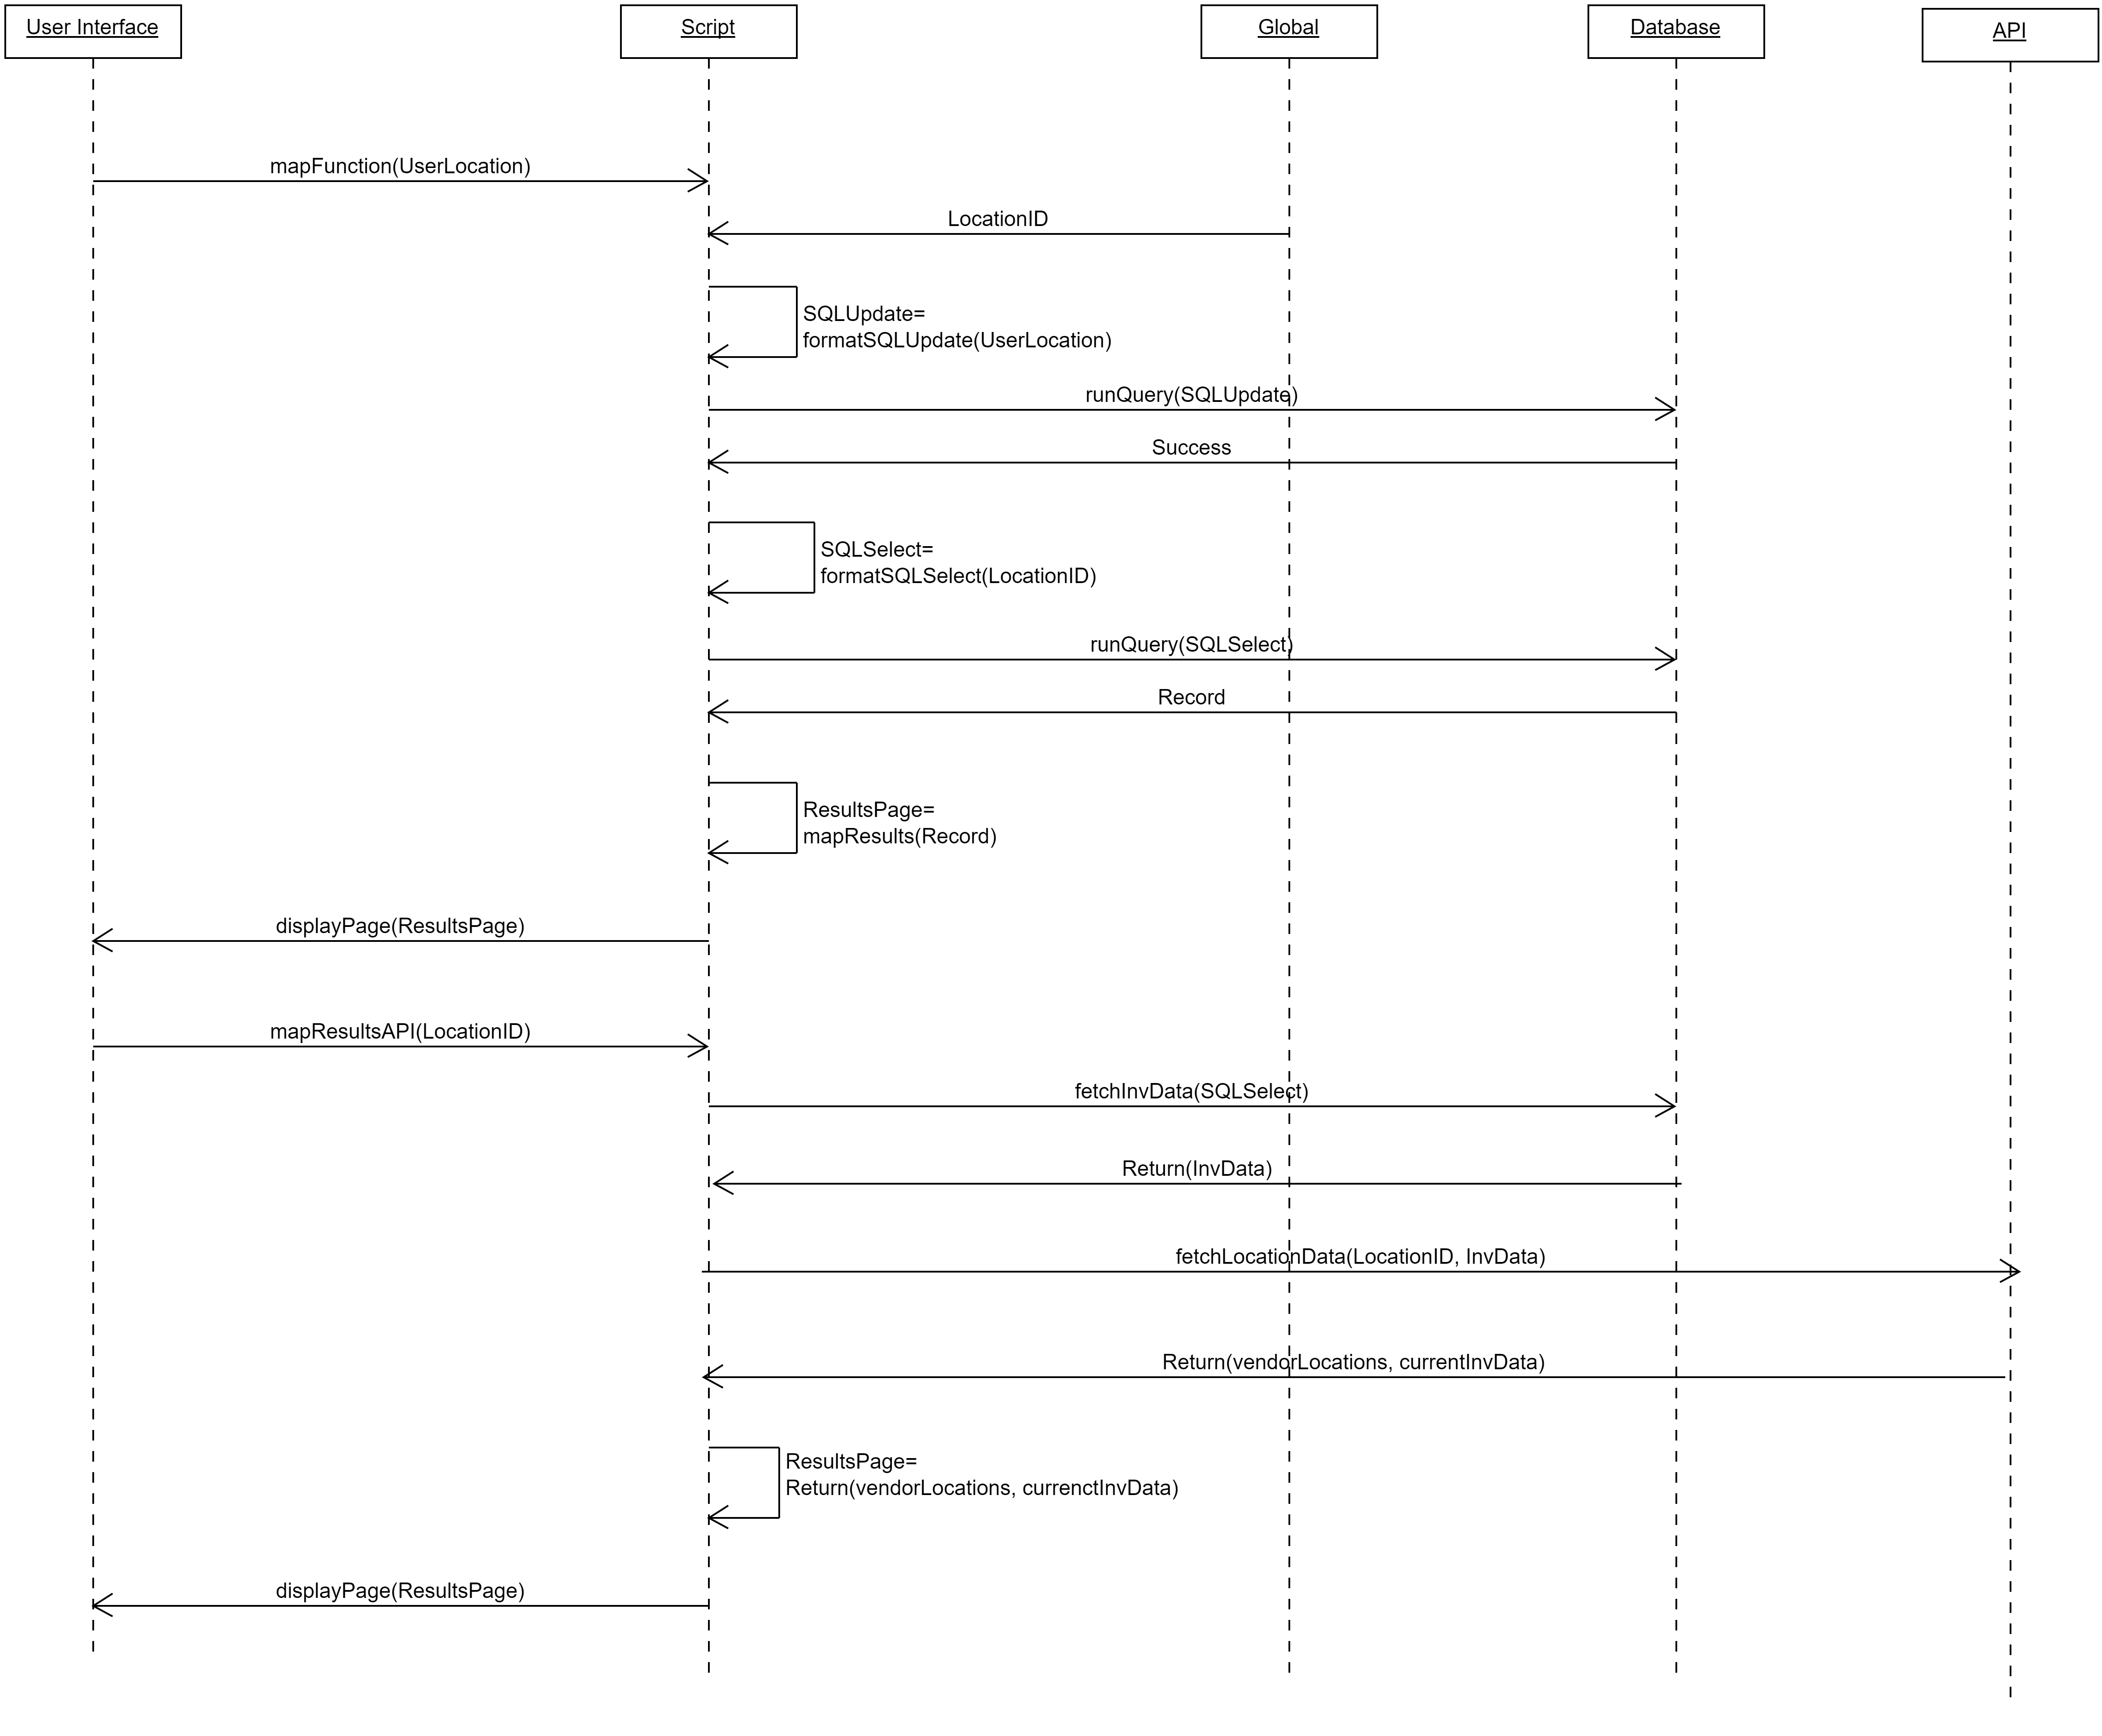 User Interface
Script
Global
Database
API
mapFunction(UserLocation)
LocationID
SQLUpdate=
formatSQLUpdate(UserLocation)
runQuery(SQLUpdate)
Success
SQLSelect=
formatSQLSelect(LocationID)
runQuery(SQLSelect)
Record
ResultsPage=
mapResults(Record)
displayPage(ResultsPage)
mapResultsAPI(LocationID)
fetchInvData(SQLSelect)
Return(InvData)
fetchLocationData(LocationID, InvData)
Return(vendorLocations, currentInvData)
ResultsPage=
Return(vendorLocations, currenctInvData)
displayPage(ResultsPage)